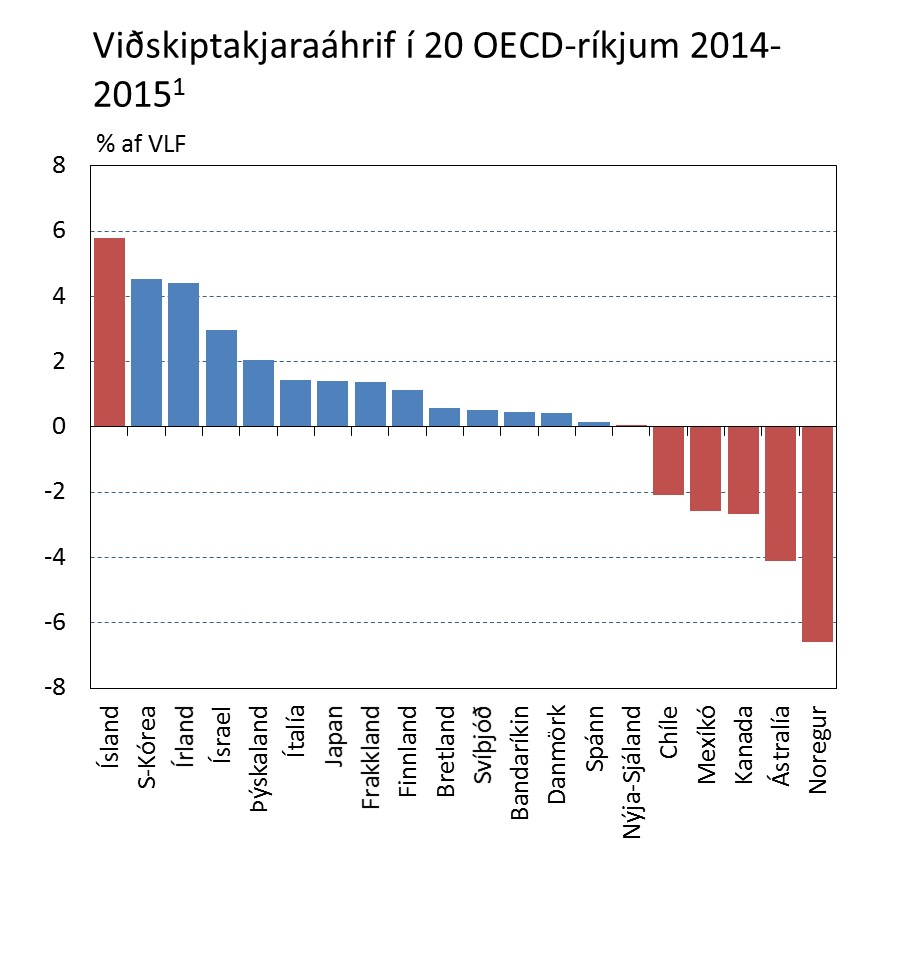 Viðskiptakjaraáhrif í 20 OECD-ríkjum 2014-
2015¹
% af VLF
8
6
4
2
0
-2
-4
-6
-8
Ísland
S-Kórea
Írland
Ísrael
Þýskaland
Ítalía
Japan
Frakkland
Finnland
Bretland
Svíþjóð
Bandaríkin
Danmörk
Spánn
Nýja-Sjáland
Chíle
Mexíkó
Kanada
Ástralía
Noregur